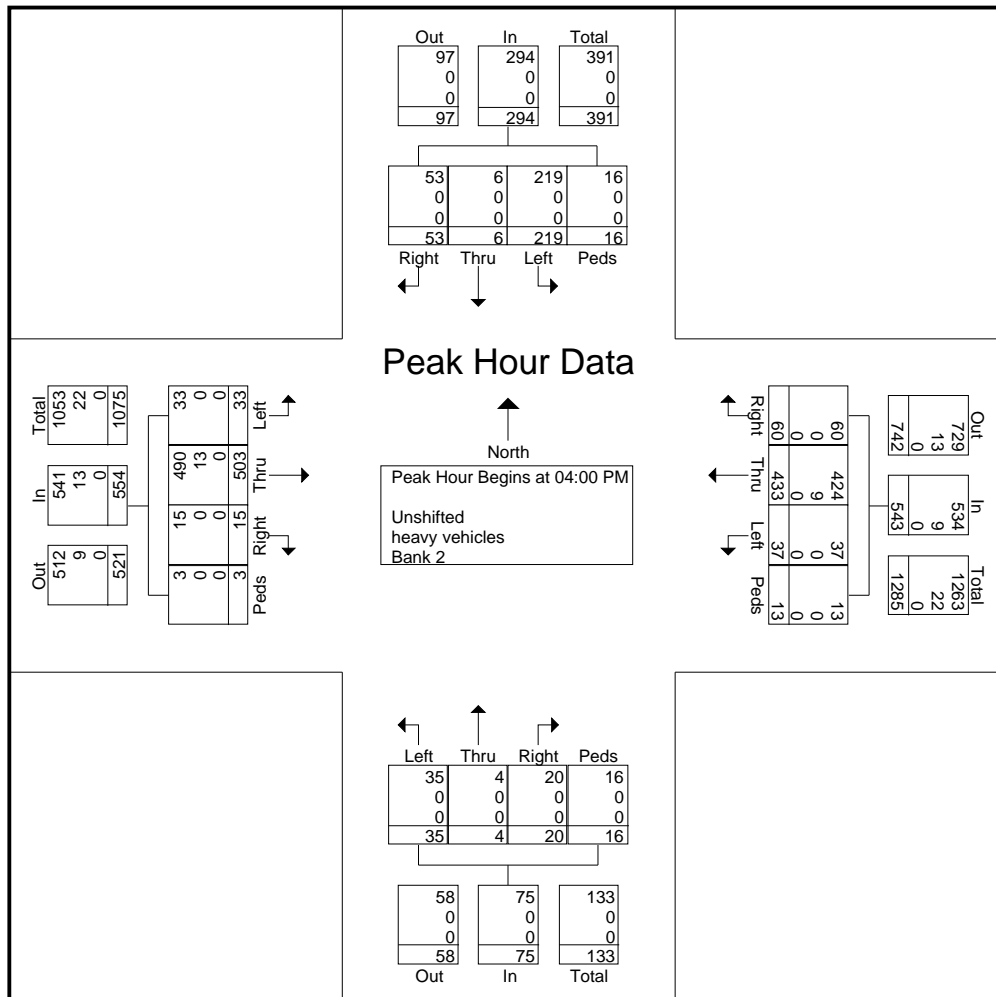 Out In Total
97 294 391
0 0 0
0 0 0
97 294 391
53 6 219 16
0 0 0 0
0 0 0 0
53 6 219 16
Right Thru Left Peds
Peak Hour Data
North
Peak Hour Begins at 04:00 PM
Unshifted
heavy vehicles
Bank 2
Total
1053
22
0
1075
In
541
13
0
554
Out
512
9
0
521
33
0
0
33
Left
490
13
0
503
Thru
15
0
0
15
Right
3
0
0
3
Peds
Right
60
0
0
60
Thru
424
9
0
433
Left
37
0
0
37
Peds
13
0
0
13
Out
729
13
0
742
In
534
9
0
543
Total
1263
22
0
1285
Left Thru Right Peds
35 4 20 16
0 0 0 0
0 0 0 0
35 4 20 16
58 75 133
0 0 0
0 0 0
58 75 133
Out In Total